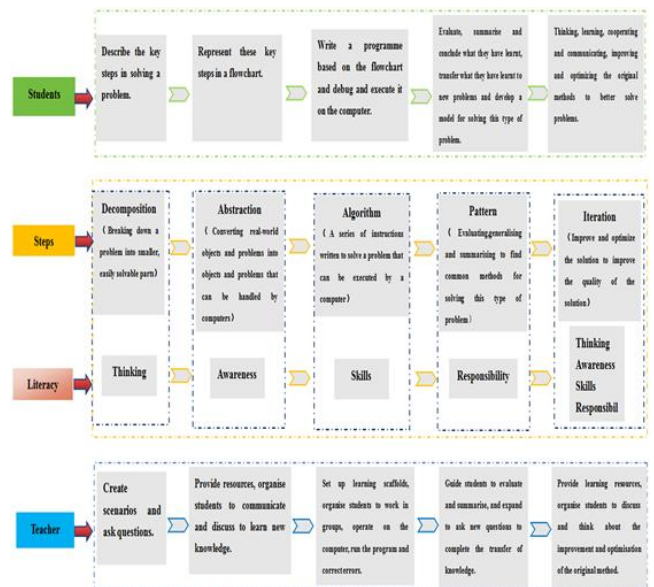 Students
Describe the key
steps in solving a
problem.
Represent these key
steps in a flowchart.
Write a programme
based on the flowchart
and debug and execute it
on the computer.
Evaluate, summarise and
conclude what they have learnt,
transfer what they have learnt to
new problems and develop a
model for solving this type of
problem.
Thinking, learning, cooperating
and communicating, improving
and optimizing the original
methods to better solve
problems.
Steps
Decomposition
( Breaking down a
problem into smaller,
easily solvable parts)
Abstraction
( Converting real-world
objects and problems into
objects and problems that
can be handled by
computers)
Algorithm
( A series of instructions
written to solve a problem that
can be executed by a
computer)
Pattern
( Evaluating,generalising
and summarising to find
common methods for
solving this type of
problem)
Iteration
(Improve and optimize
the solution to improve
the quality of the
solution)
Literacy
Thinking
Awareness
Skills
Responsibility
Thinking
Awareness
Skills
Responsibil
Teacher
Create
scenarios and
ask questions.
Provide resources, organise
students to communicate
and discuss to learn new
knowledge.
Set up learning scaffolds,
organise students to work in
groups, operate on the
computer, run the program and
correct errors.
Guide students to evaluate
and summarise, and expand
to ask new questions to
complete the transfer of
knowledge.
Provide learning resources,
organise students to discuss
and think about the
improvement and optimisation
of the original method.